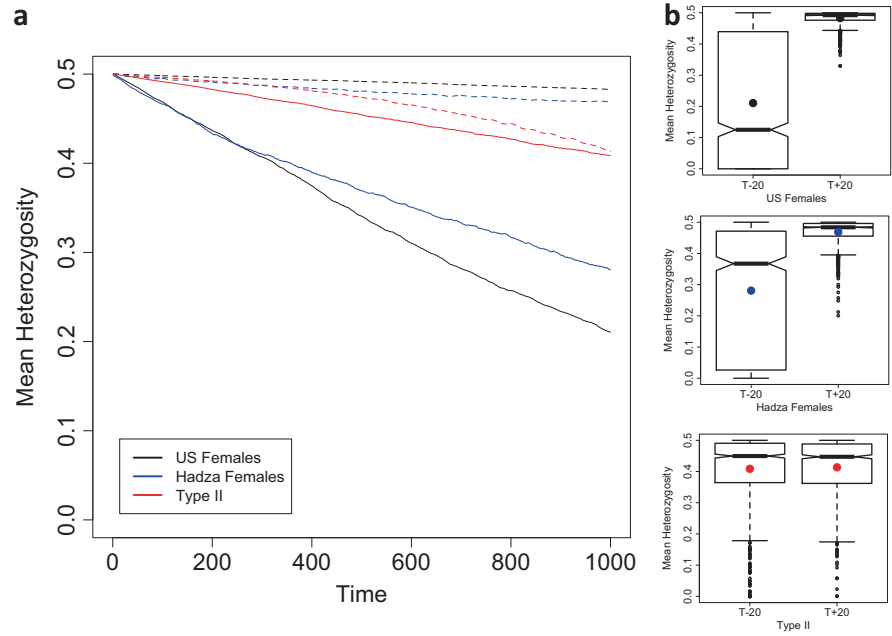 a
Mean Heterozygosity
0.5
0.4
0.3
0.2
0.1
0.0
US Females
Hadza Females
Type II
0 200 400 600 800 1000
Time
b
Mean Heterozygosity
0.5
0.4
0.3
0.2
0.1
0.0
T-20 T+20
US Females
Mean Heterozygosity
0.5
0.4
0.3
0.2
0.1
0.0
T-20 T+20
Hadza Females
Mean Heterozygosity
0.5
0.4
0.3
0.2
0.1
0.0
T-20 T+20
Type II